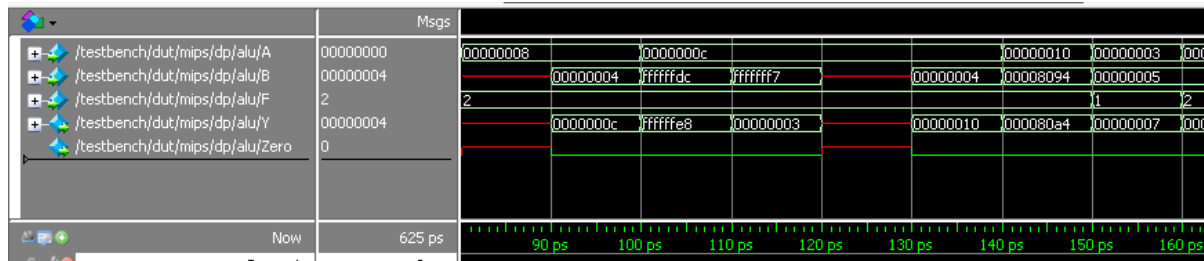 Msgs
/testbench/dut/mips/dp/alu/A 00000000 00000008 0000000c 00000010 00000003
/testbench/dut/mips/dp/alu/B 00000004 00000004 ffffffdc fffffff7 00000004 00008094 00000005
/testbench/dut/mips/dp/alu/F 2 2 1 2
/testbench/dut/mips/dp/alu/Y 00000004 0000000c ffffffe8 00000003 00000010 000080a4 00000007
/testbench/dut/mips/dp/alu/Zero 0
Now 625 ps
90 ps 100 ps 110 ps 120 ps 130 ps 140 ps 150 ps 160 ps